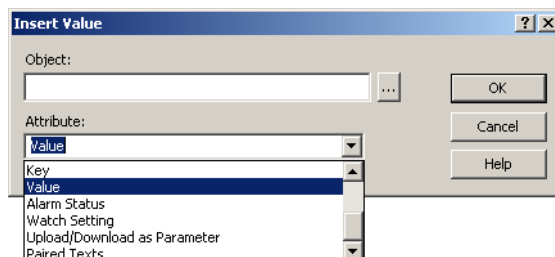 Insert Value
Object:
...
OK
Attribute:
Value
Cancel
Help
Key
Value
Alarm Status
Watch Setting
Upload/Download as Parameter
Paired Texts